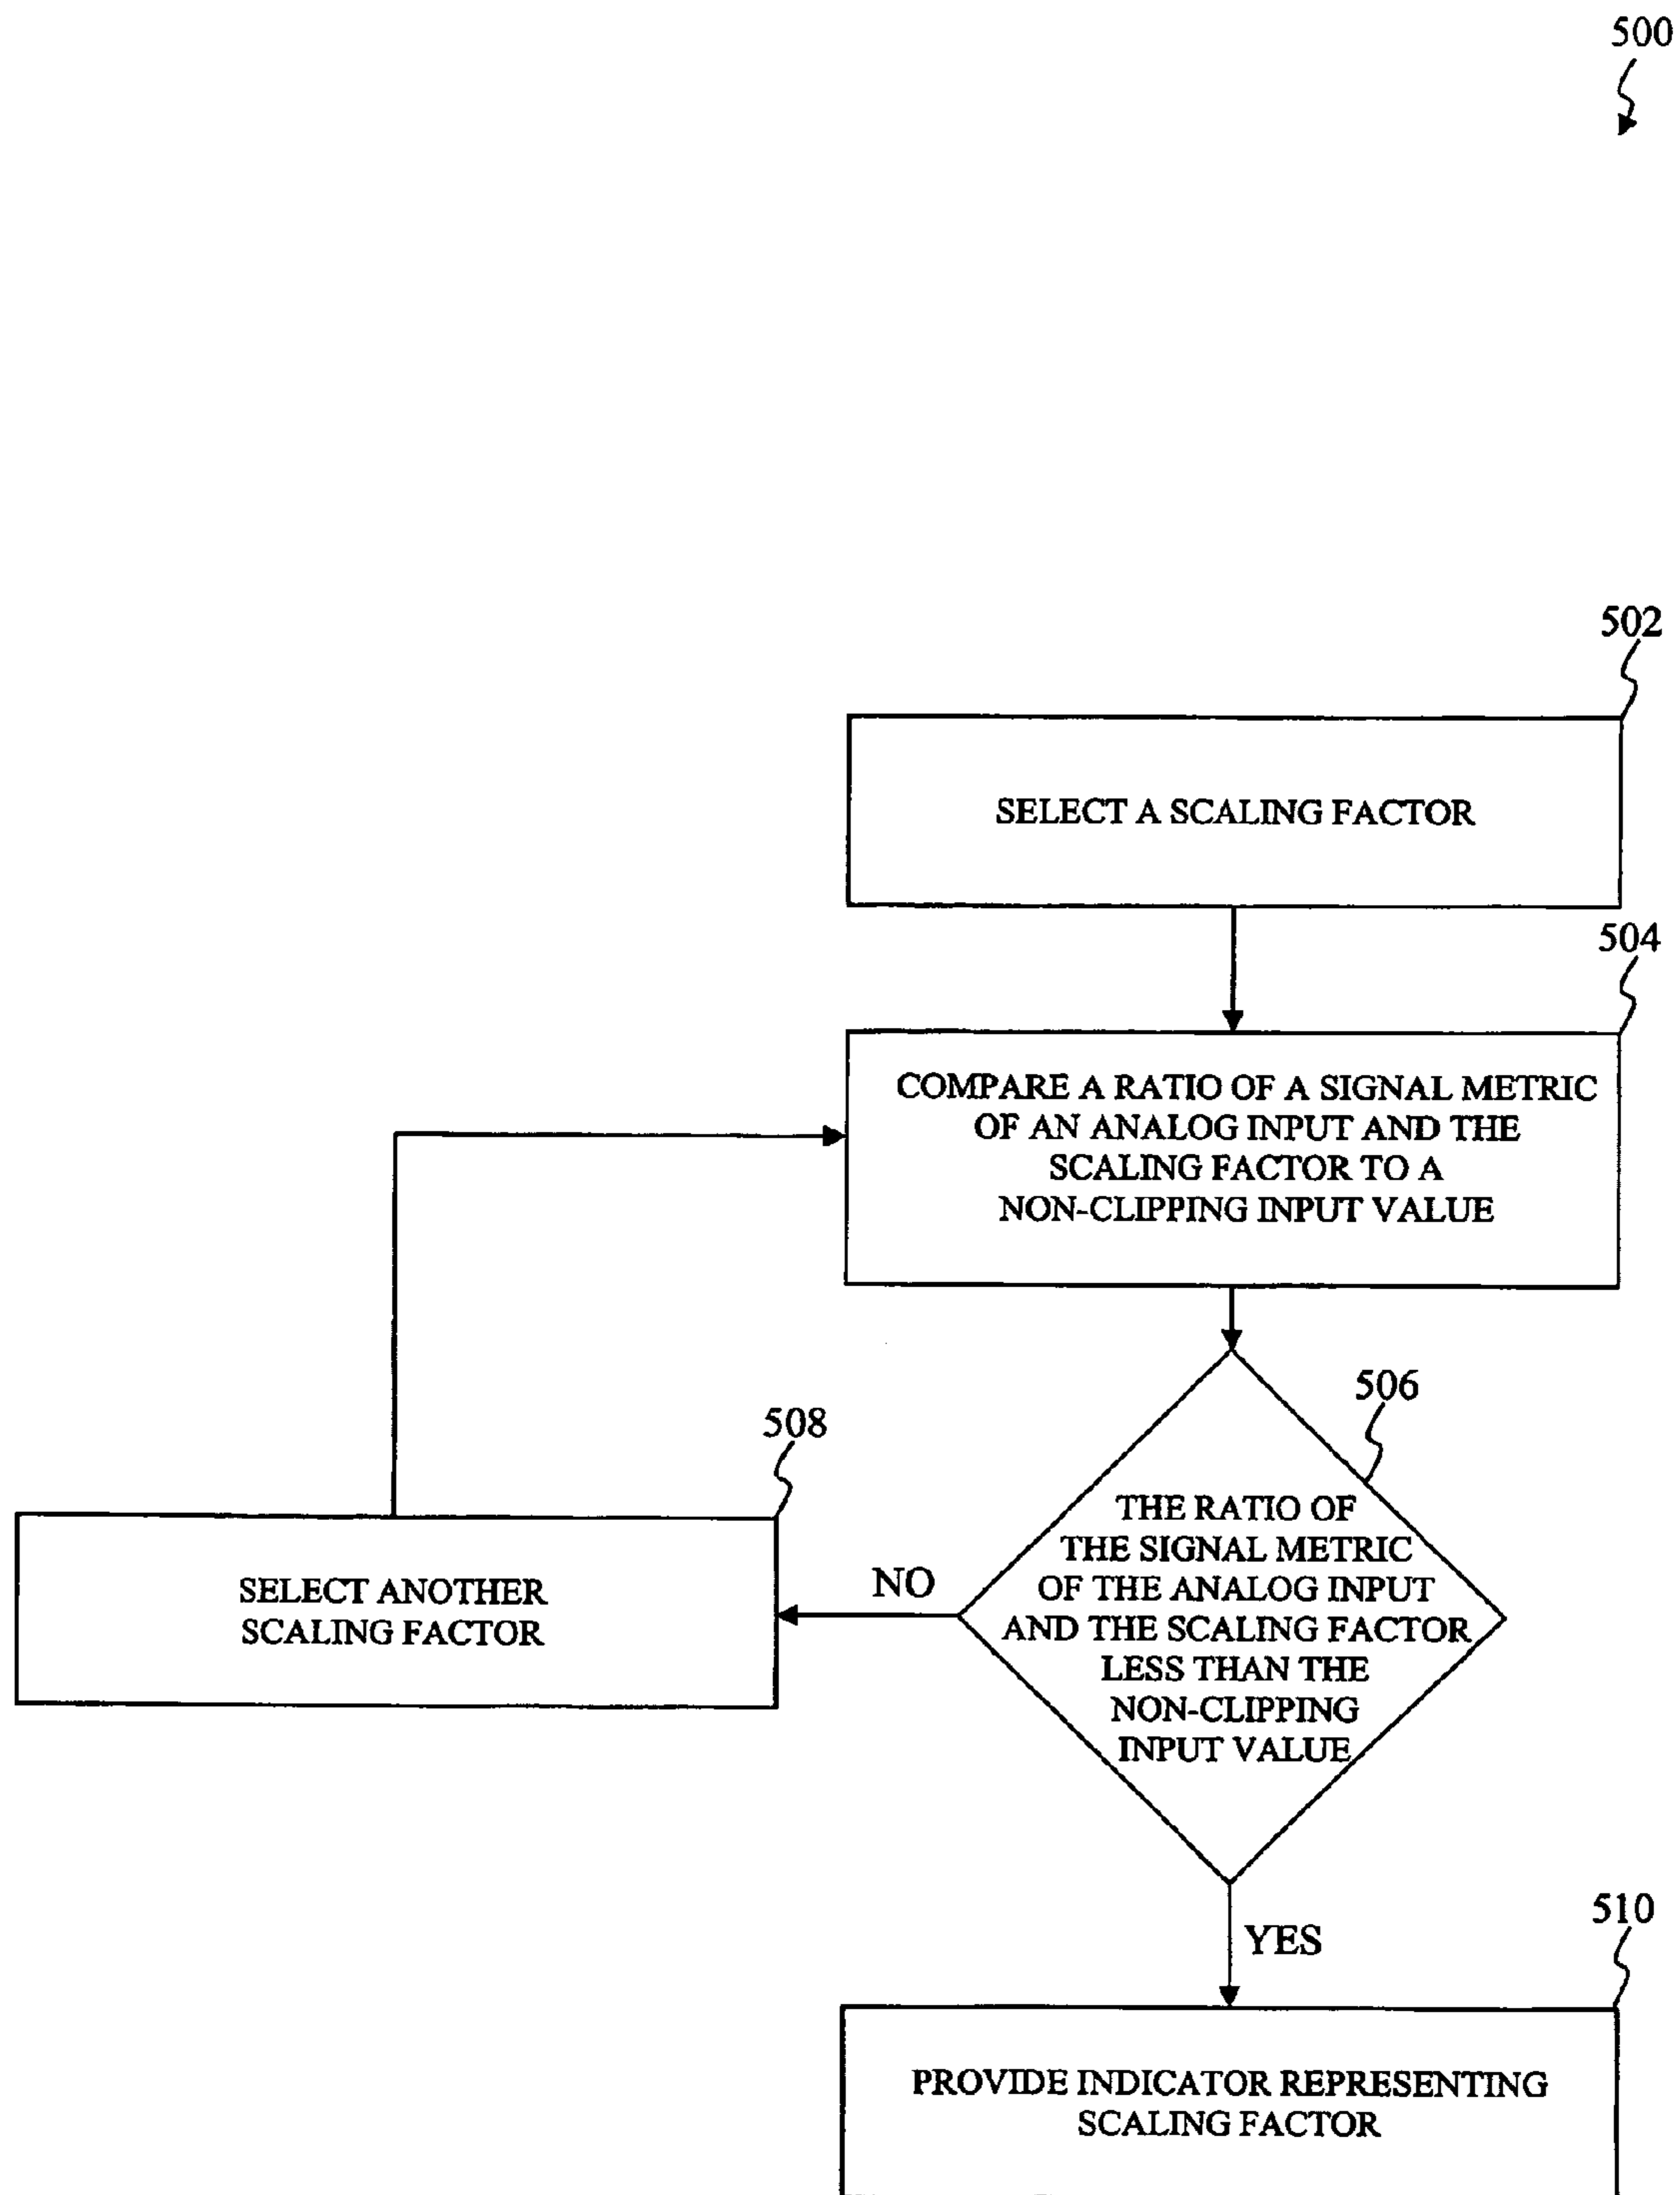 500
502
SELECT A SCALING FACTOR
504
COMPARE A RATIO OF A SIGNAL METRIC
OF AN ANALOG INPUT AND THE
SCALING FACTOR TO A
NON-CLIPPING INPUT VALUE
506
THE RATIO OF
THE SIGNAL METRIC
OF THE ANALOG INPUT
AND THE SCALING FACTOR
LESS THAN THE
NON-CLIPPING
INPUT VALUE
508
NO
SELECT ANOTHER
SCALING FACTOR
YES
510
PROVIDE INDICATOR REPRESENTING
SCALING FACTOR